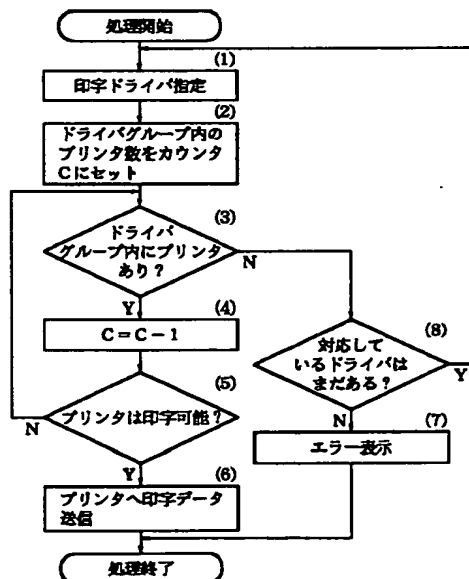 処理開始
(1)
印字ドライバ指定
(2)
ドライバグループ内の
プリンタ数をカウンタ
Cにセット
(3)
ドライバ
グループ内にプリンタ
あり？
N
Y
(4)
C＝C－1
(5)
プリンタは印字可能？
N
Y
(6)
プリンタへ印字データ
送信
(8)
対応して
いるドライバは
まだある？
Y
N
(7)
エラー表示
処理終了